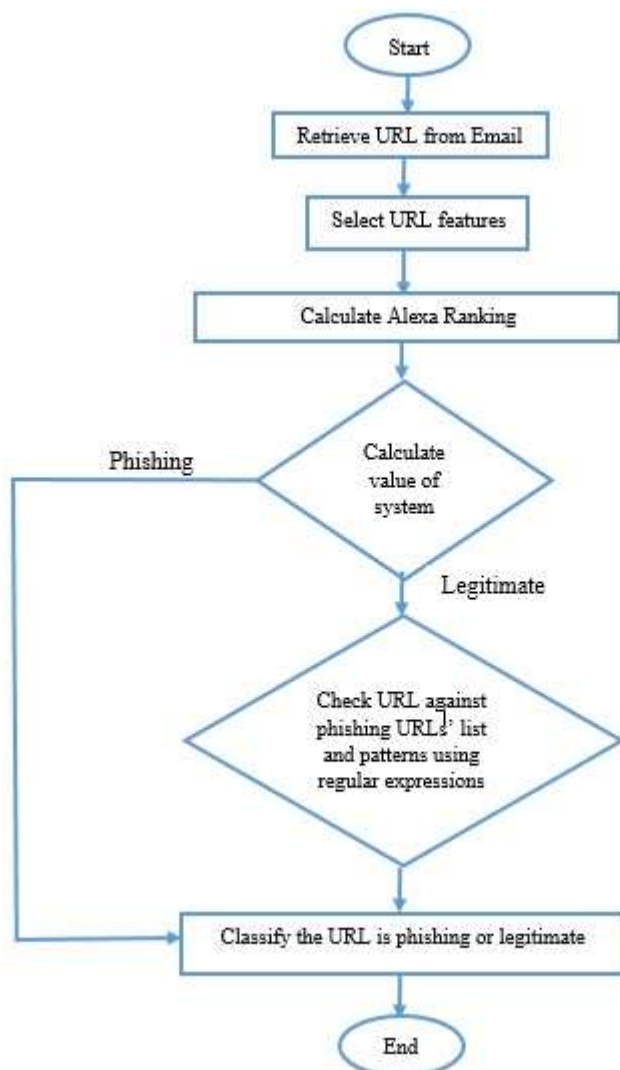 Start
Retrieve URL from Email
Select URL features
Calculate Alexa Ranking
Calculate
value of
system
Phishing
Legitimate
Check URL against
phishing URLs’ list
and patterns using
regular expressions
Classify the URL is phishing or legitimate
End